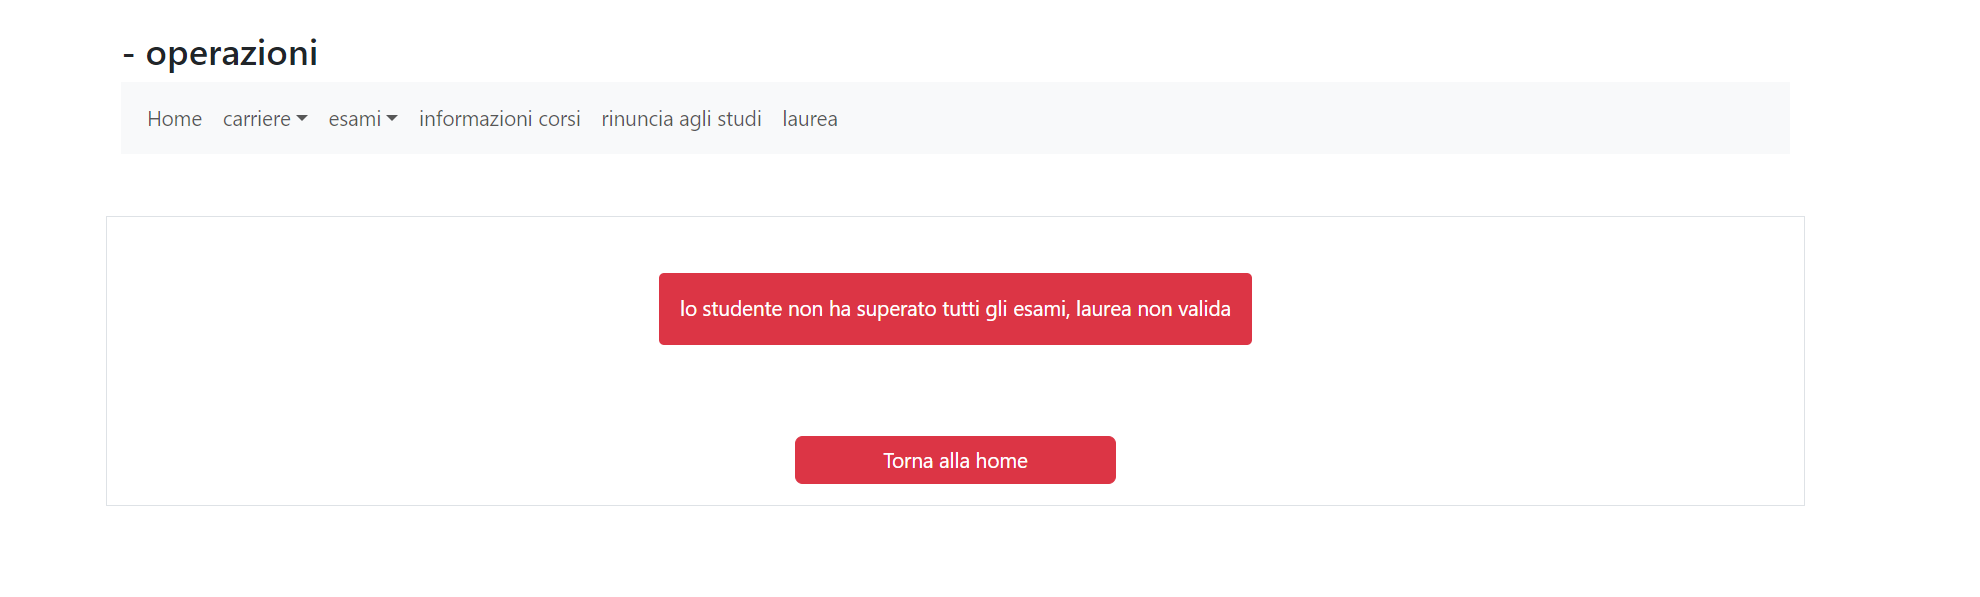 - operazioni
Home carriere esami informazioni corsi rinuncia agli studi laurea
lo studente non ha superato tutti gli esami, laurea non valida
Torna alla home